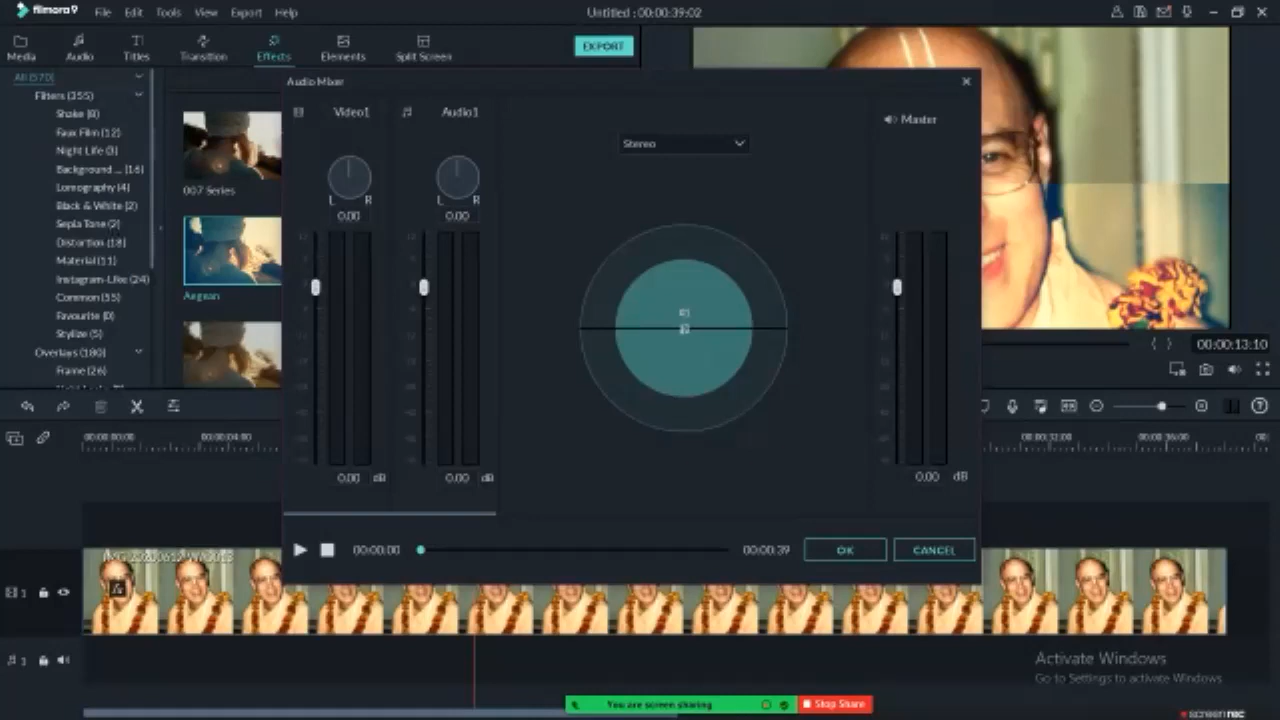 filmora9
File Edit Tools View Export Help
Untitled : 00:00:39:02
Media Audio Titles Transition Effects Elements Split Screen
EXPORT
All (570)
Filters (355)
Shake (8)
Faux Film (12)
Night Life (3)
Background ... (16)
Lomography (4)
Black & White (2)
Sepia Tone (2)
Distortion (18)
Material (11)
Instagram-Like (24)
Common (55)
Favourite (0)
Stylize (5)
Overlays (180)
Frame (26)
007 Series
Aegean
Audio Mixer
Video1
Audio1
L R
L R
0.00
0.00
Stereo
Master
0.00 dB
0.00 dB
0.00 dB
00:00:00
00:00:39
OK
CANCEL
00:00:13:10
00:00:00:00
00:00:04:00
00:00:32:00
00:00:36:00
1
1
Activate Windows
Go to Settings to activate Windows
You are screen sharing
Stop Share
screenrec